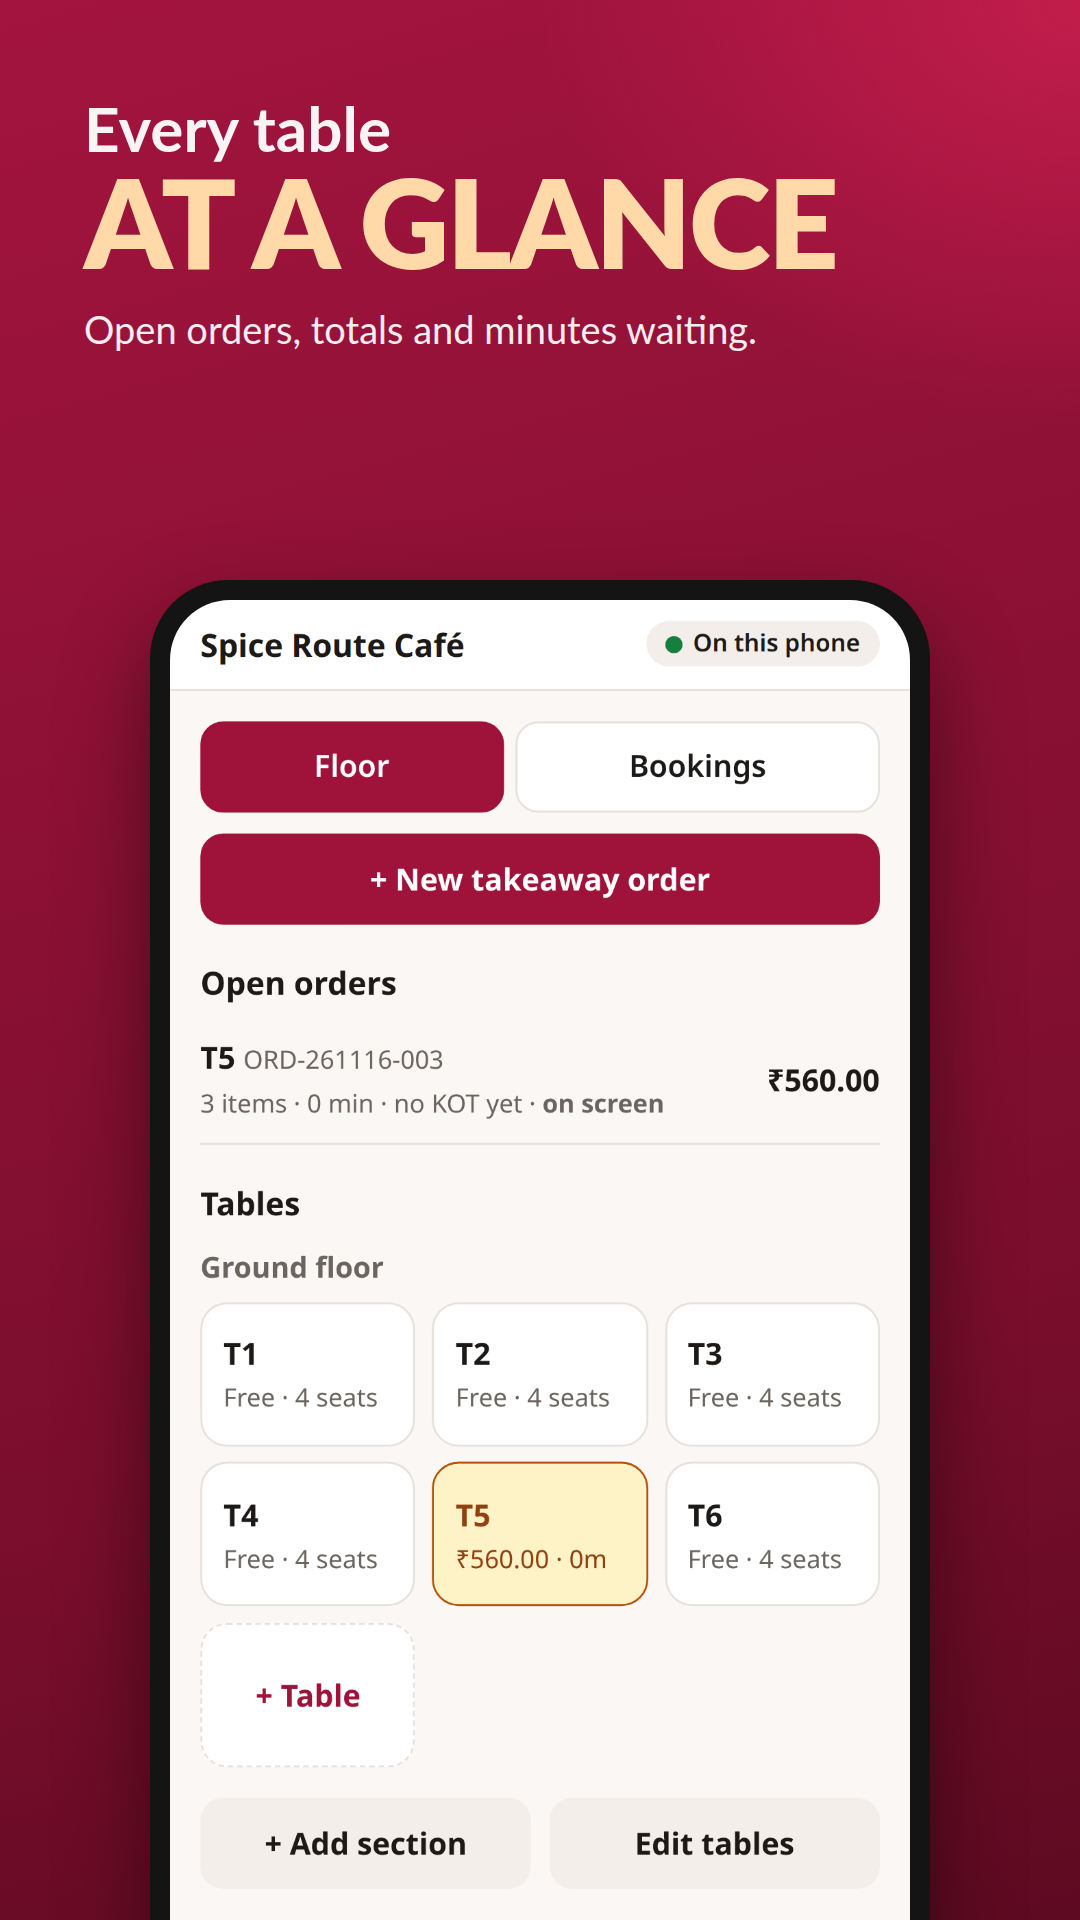 Every table
AT A GLANCE
Open orders, totals and minutes waiting.
Spice Route Café
On this phone
Floor
Bookings
+ New takeaway order
Open orders
T5 ORD-261116-003
₹560.00
3 items · 0 min · no KOT yet · on screen
Tables
Ground floor
T1
Free · 4 seats
T2
Free · 4 seats
T3
Free · 4 seats
T4
Free · 4 seats
T5
₹560.00 · 0m
T6
Free · 4 seats
+ Table
+ Add section
Edit tables